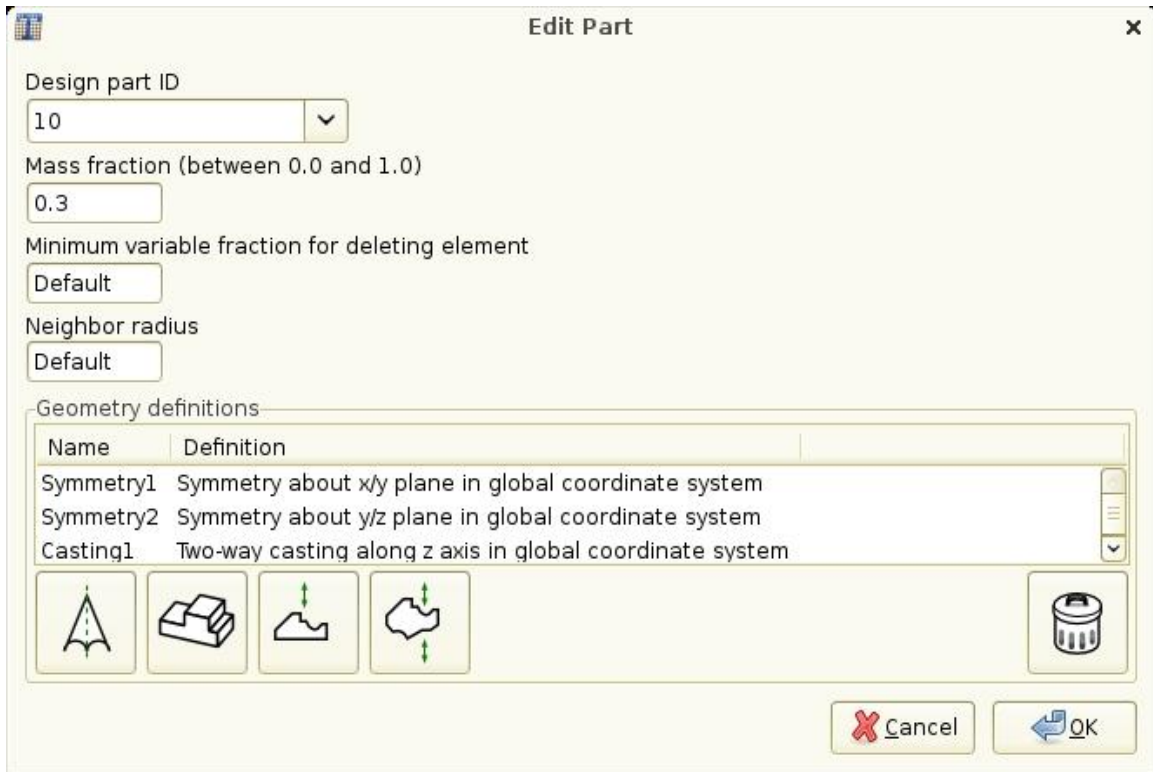 Edit Part
Design part ID
10
Mass fraction (between 0.0 and 1.0)
0.3
Minimum variable fraction for deleting element
Default
Neighbor radius
Default
Geometry definitions
Name Definition
Symmetry1 Symmetry about x/y plane in global coordinate system
Symmetry2 Symmetry about y/z plane in global coordinate system
Casting1 Two-way casting along z axis in global coordinate system
Cancel OK